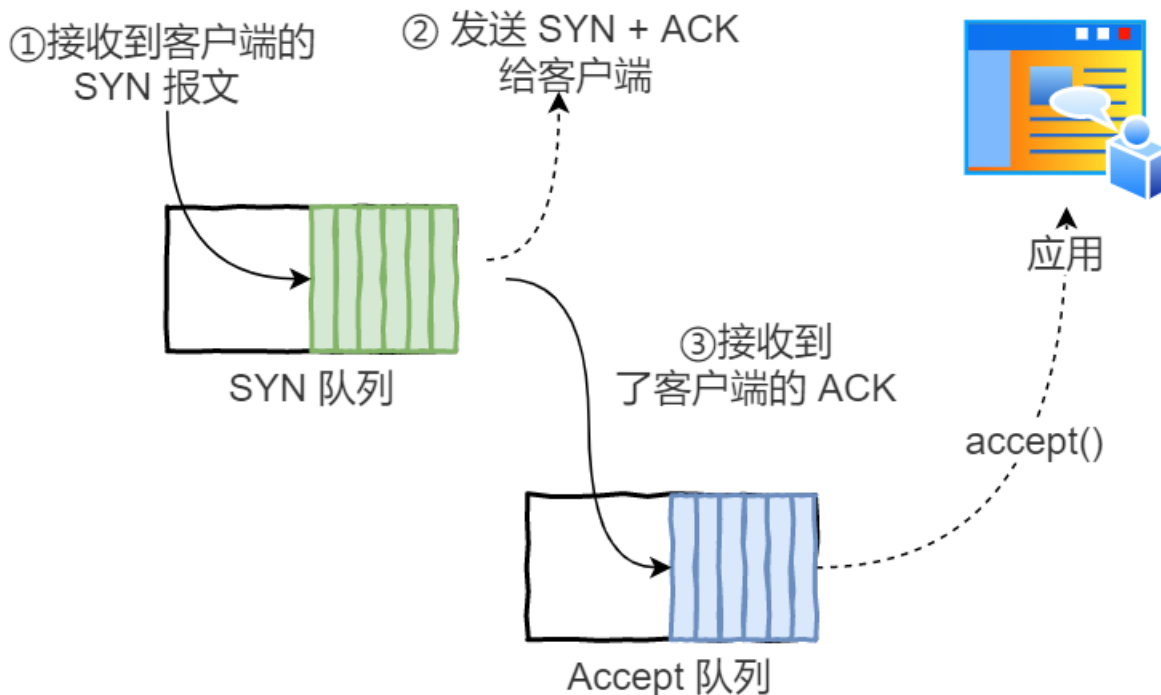 ①接收到客户端的
SYN 报文
② 发送 SYN + ACK
给客户端
应用
SYN 队列
③接收到
了客户端的 ACK
accept()
Accept 队列